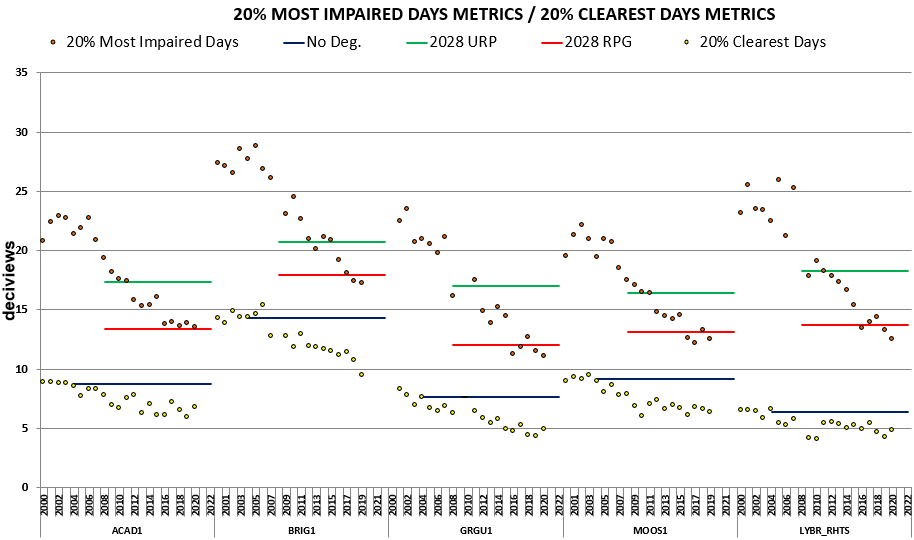 20% MOST IMPAIRED DAYS METRICS / 20% CLEAREST DAYS METRICS
20% Most Impaired Days No Deg. 2028 URP 2028 RPG 20% Clearest Days
deciviews
35
30
25
20
15
10
5
0
2000 2002 2004 2006 2008 2010 2012 2014 2016 2018 2020 2022 2001 2003 2005 2007 2009 2011 2013 2015 2017 2019 2021 2000 2002 2004 2006 2008 2010 2012 2014 2016 2018 2020 2022 2001 2003 2005 2007 2009 2011 2013 2015 2017 2019 2021 2000 2002 2004 2006 2008 2010 2012 2014 2016 2018 2020 2022
ACAD1 BRIG1 GRGU1 MOOS1 LYBR_RHTS